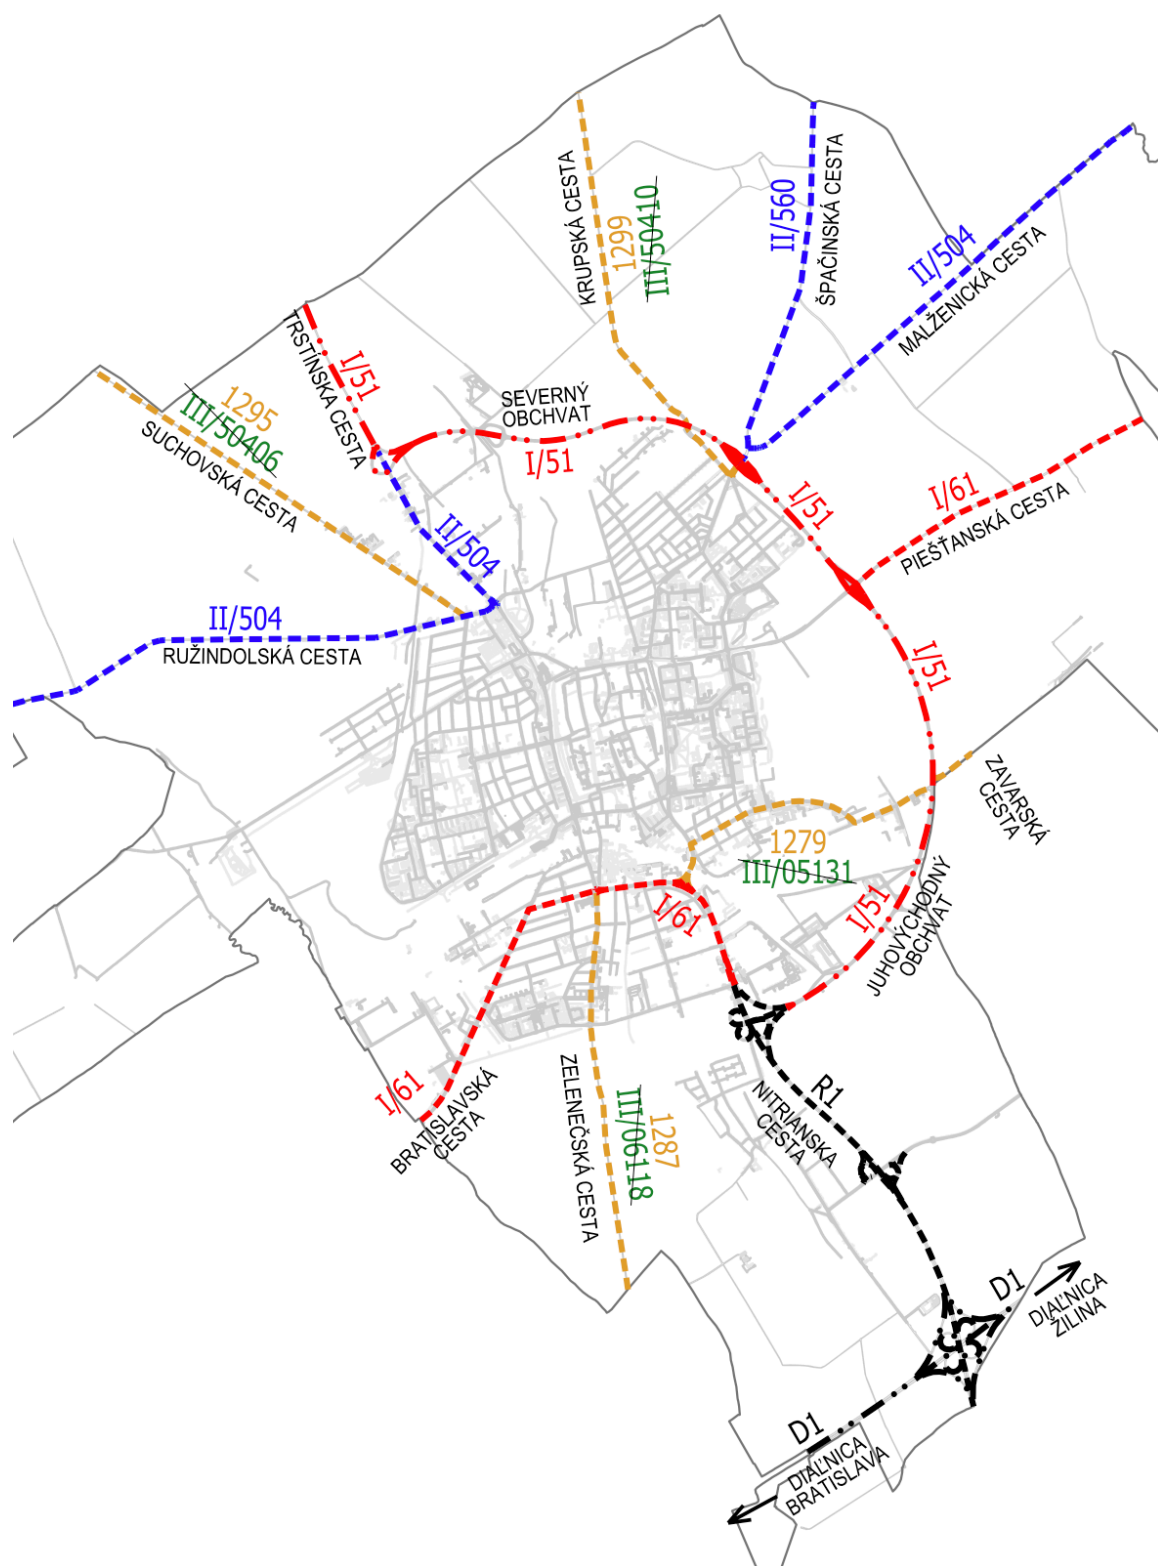 KRUPSKÁ CESTA
1299
III/50410
II/560
ŠPAČINSKÁ CESTA
II/504
MALŽENICKÁ CESTA
TRSTÍNSKA CESTA
I/51
1295
III/50406
SUCHOVSKÁ CESTA
SEVERNÝ
OBCHVAT
I/51
I/51
I/61
PIEŠŤANSKÁ CESTA
II/504
II/504
RUŽINDOLSKÁ CESTA
I/51
ZAVARSKÁ
CESTA
1279
III/05131
I/61
I/51
JUHOVÝCHODNÝ
OBCHVAT
I/61
BRATISLAVSKÁ
CESTA
ZELENEČSKÁ CESTA
III/06118
1287
R1
NITRIANSKA
CESTA
D1
DIAĽNICA
ŽILINA
D1
DIAĽNICA
BRATISLAVA